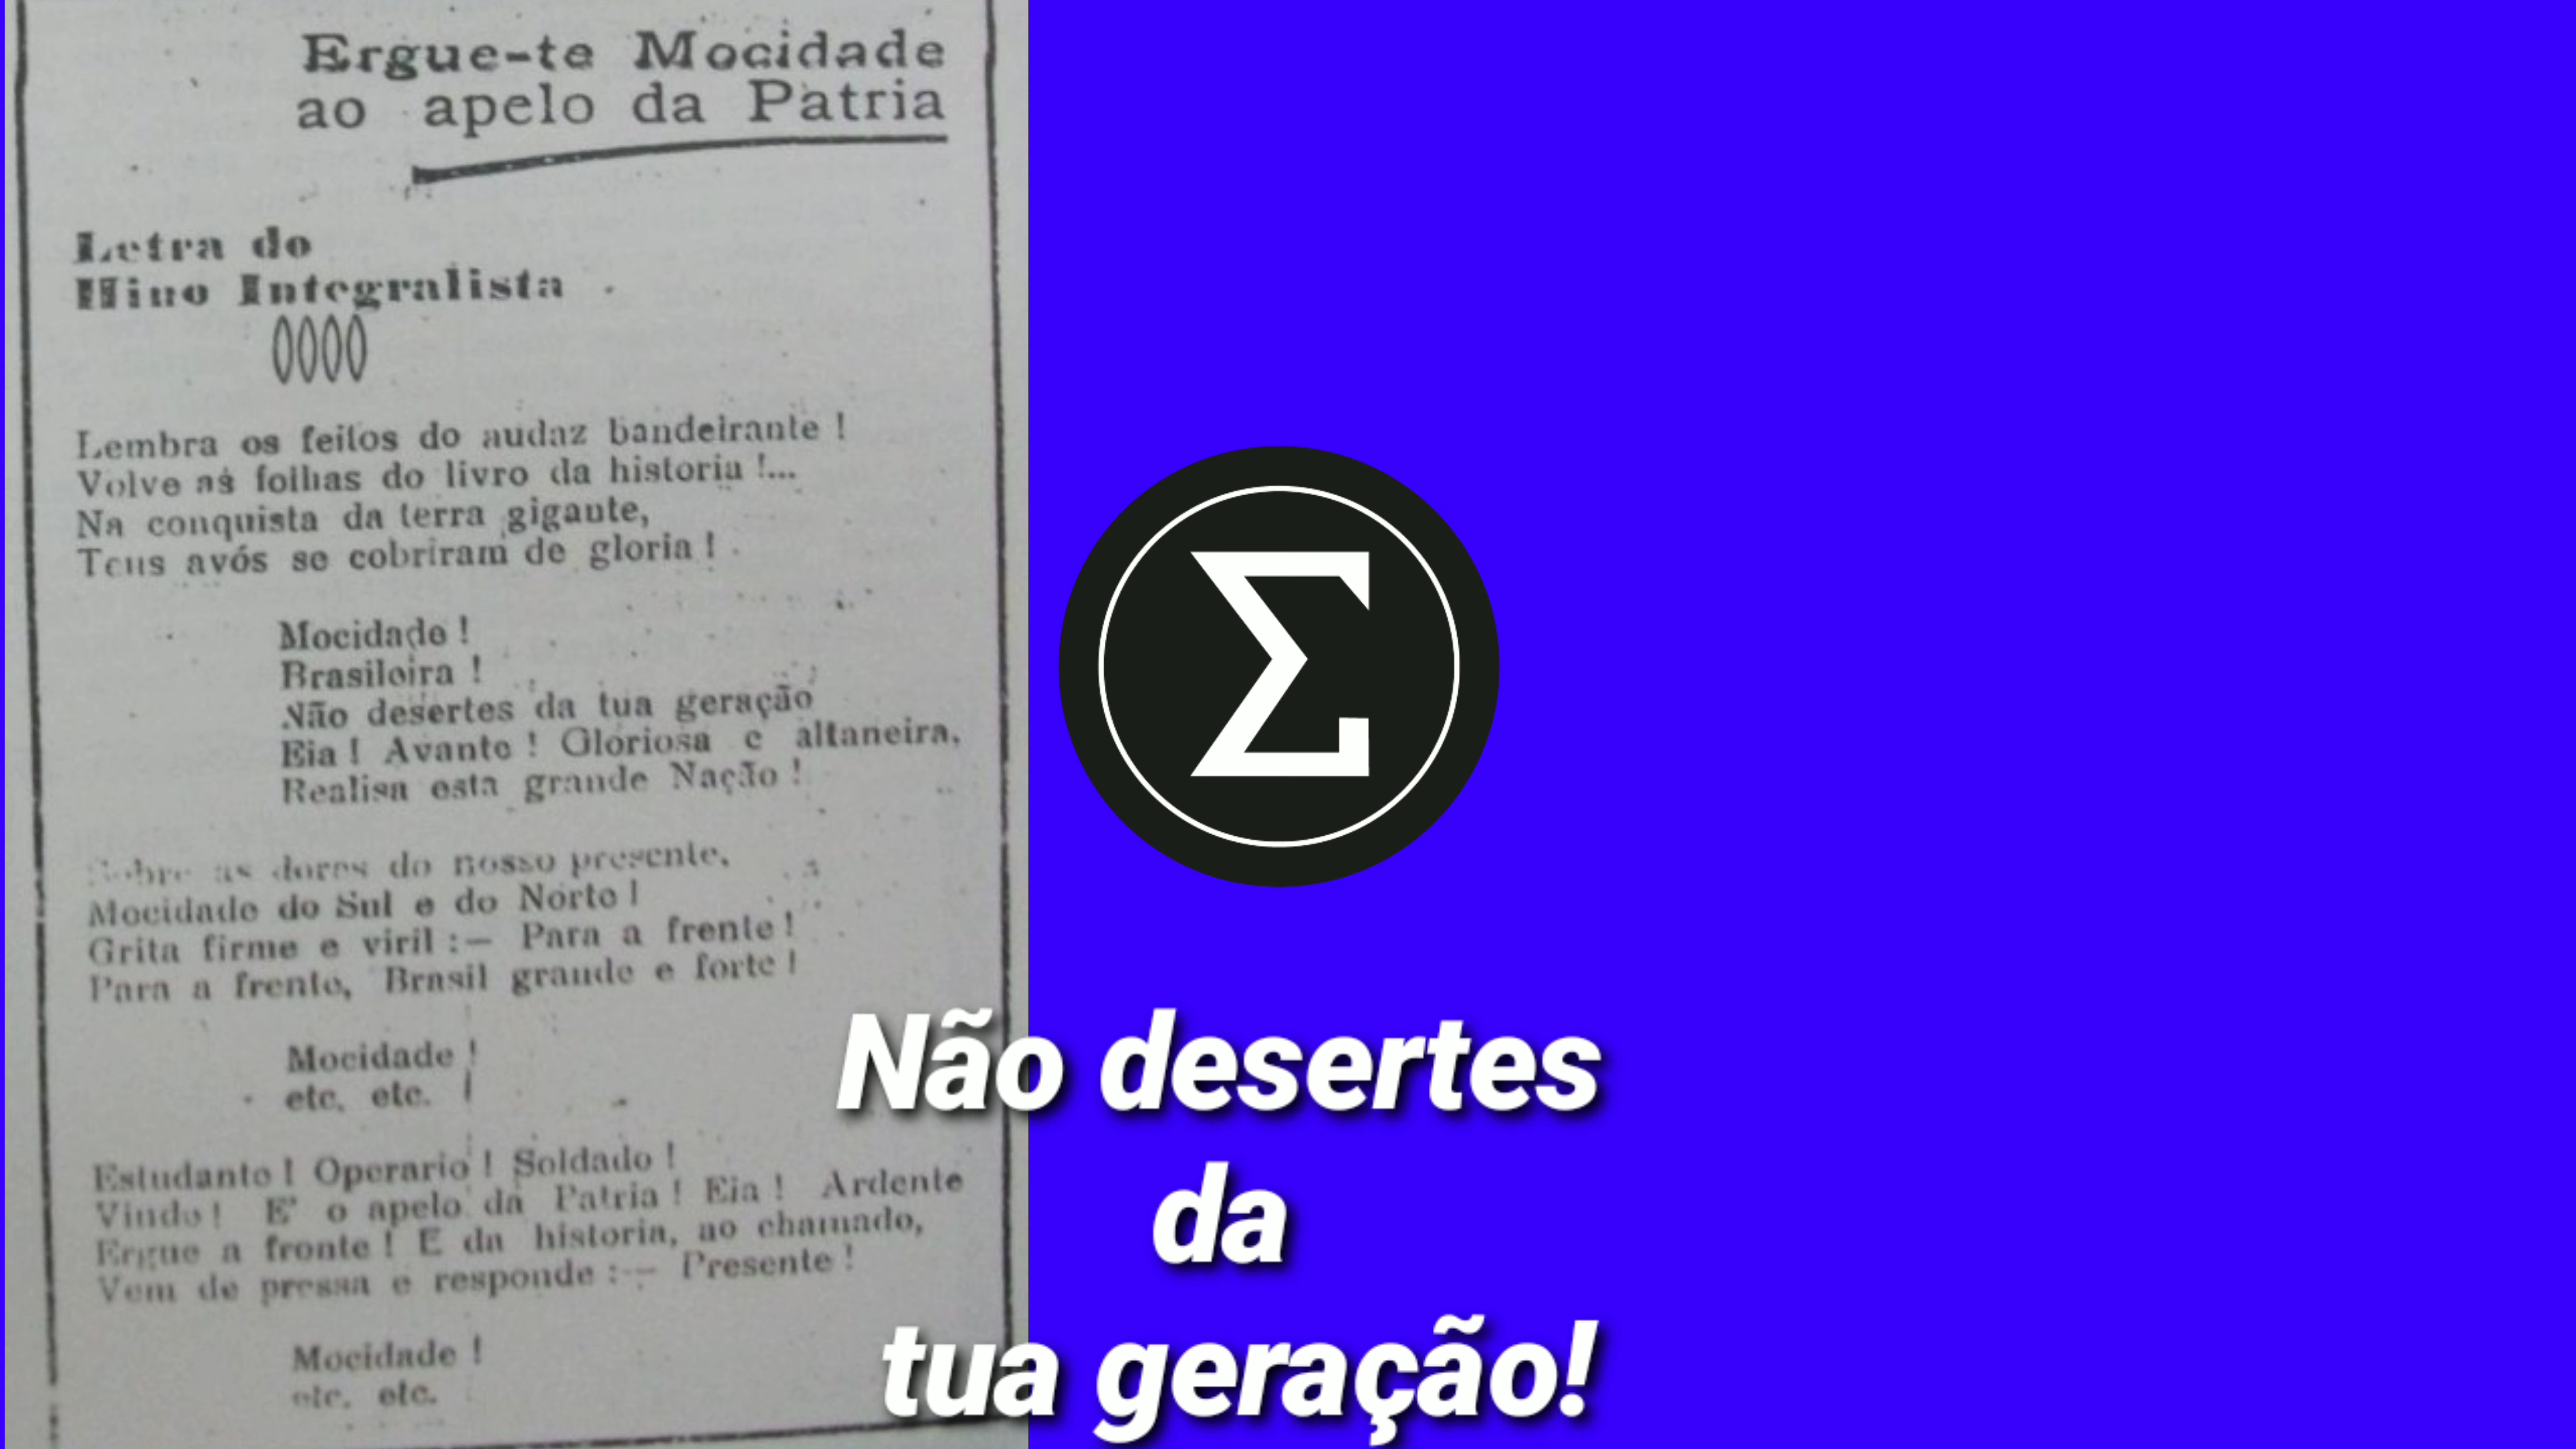 Ergue-te Mocidade
ao apelo da Patria
Letra do
Hino Integralista
Lembra os feitos do audaz bandeirante !
Volve as folhas do livro da historia !...
Na conquista da terra gigante,
Teus avós se cobriram de gloria !
Mocidade !
Brasileira !
Não desertes da tua geração
Eia ! Avante ! Gloriosa e altaneira,
Realisa esta grande Nação !
Sobre as dores do nosso presente,
Mocidade do Sul e do Norte !
Grita firme e viril :— Para a frente !
Para a frente, Brasil grande e forte !
Mocidade !
etc. etc.
Estudante ! Operario ! Soldado !
Vinde ! E' o apelo da Patria ! Eia ! Ardente
Ergue a fronte ! E da historia, ao chamado,
Vem de pressa e responde :— Presente !
Mocidade !
etc. etc.
Σ
Não desertes
da
tua geração!